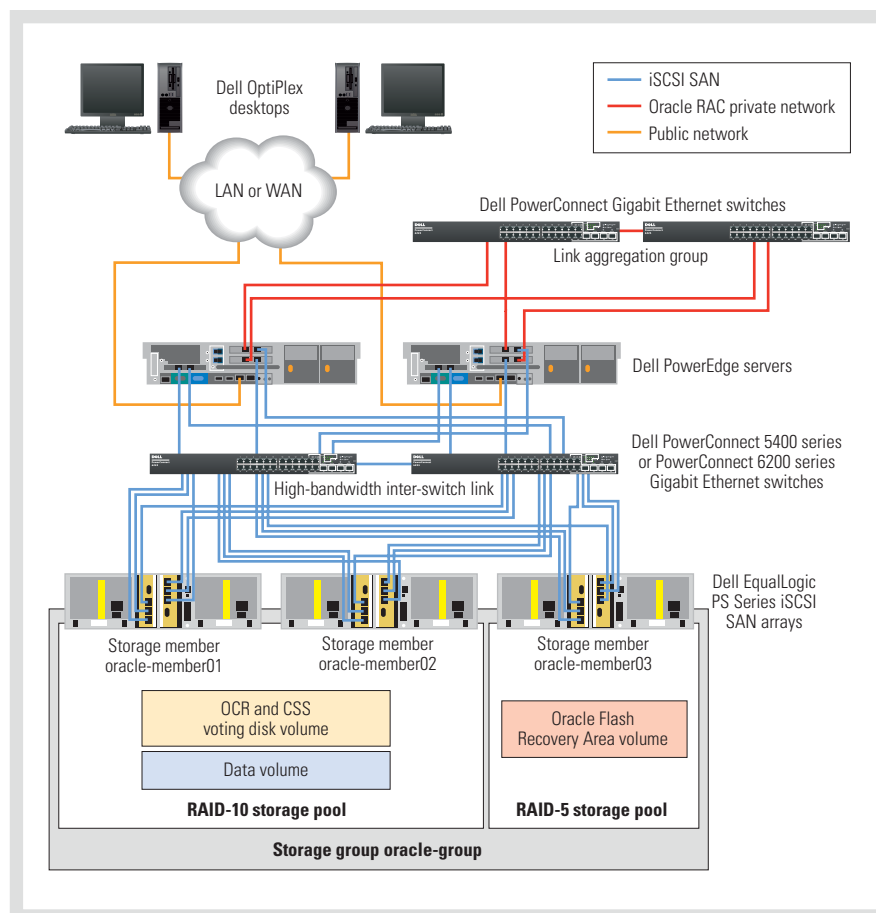 Dell OptiPlex
desktops
iSCSI SAN
Oracle RAC private network
Public network
LAN or WAN
Dell PowerConnect Gigabit Ethernet switches
DELL
DELL
Link aggregation group
Dell PowerEdge servers
DELL
DELL
Dell PowerConnect 5400 series
or PowerConnect 6200 series
Gigabit Ethernet switches
High-bandwidth inter-switch link
Dell EqualLogic
PS Series iSCSI
SAN arrays
Storage member
oracle-member01
Storage member
oracle-member02
Storage member
oracle-member03
OCR and CSS
voting disk volume
Data volume
Oracle Flash
Recovery Area volume
RAID-10 storage pool
RAID-5 storage pool
Storage group oracle-group